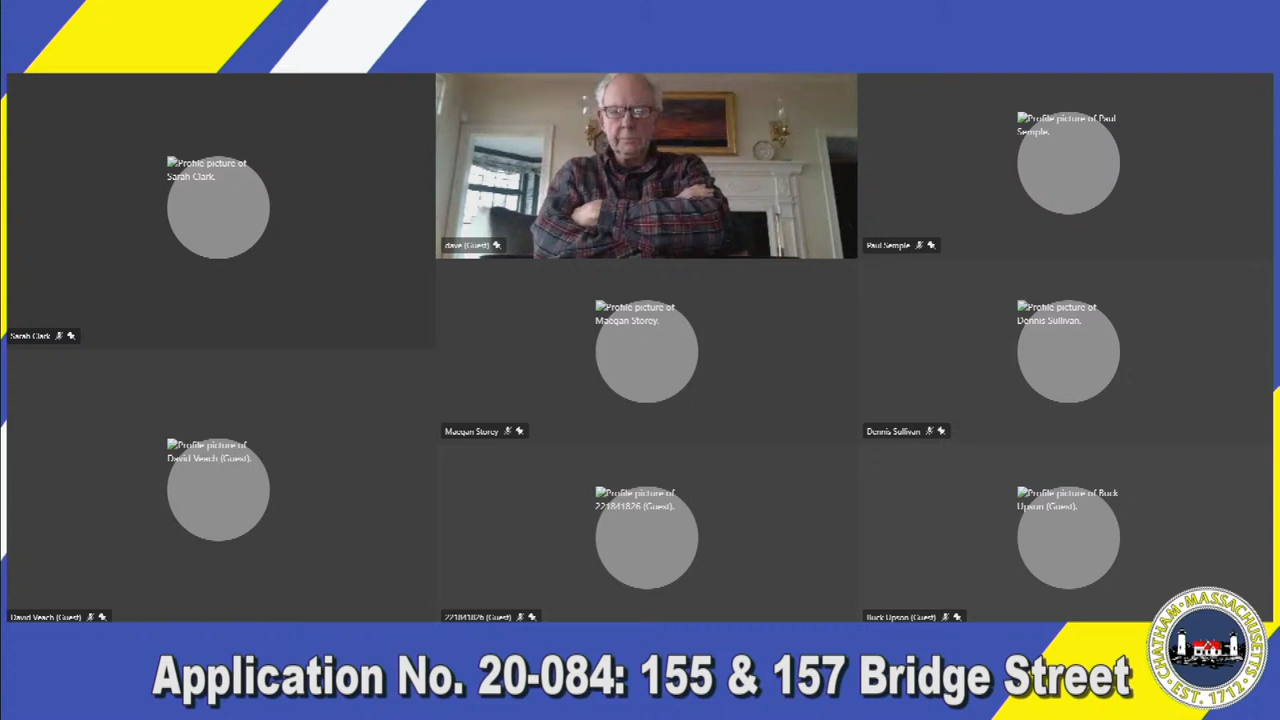 Profile picture of
Sarah Clark.
Sarah Clark
dave (Guest)
Profile picture of Paul
Semple.
Paul Semple
Profile picture of
Maegan Storey.
Maegan Storey
Profile picture of
Dennis Sullivan.
Dennis Sullivan
Profile picture of
David Veach (Guest).
David Veach (Guest)
Profile picture of
221841826 (Guest).
221841826 (Guest)
Profile picture of Buck
Upson (Guest).
Buck Upson (Guest)
Application No. 20-084: 155 & 157 Bridge Street
CHATHAM, MASSACHUSETTS
EST. 1712